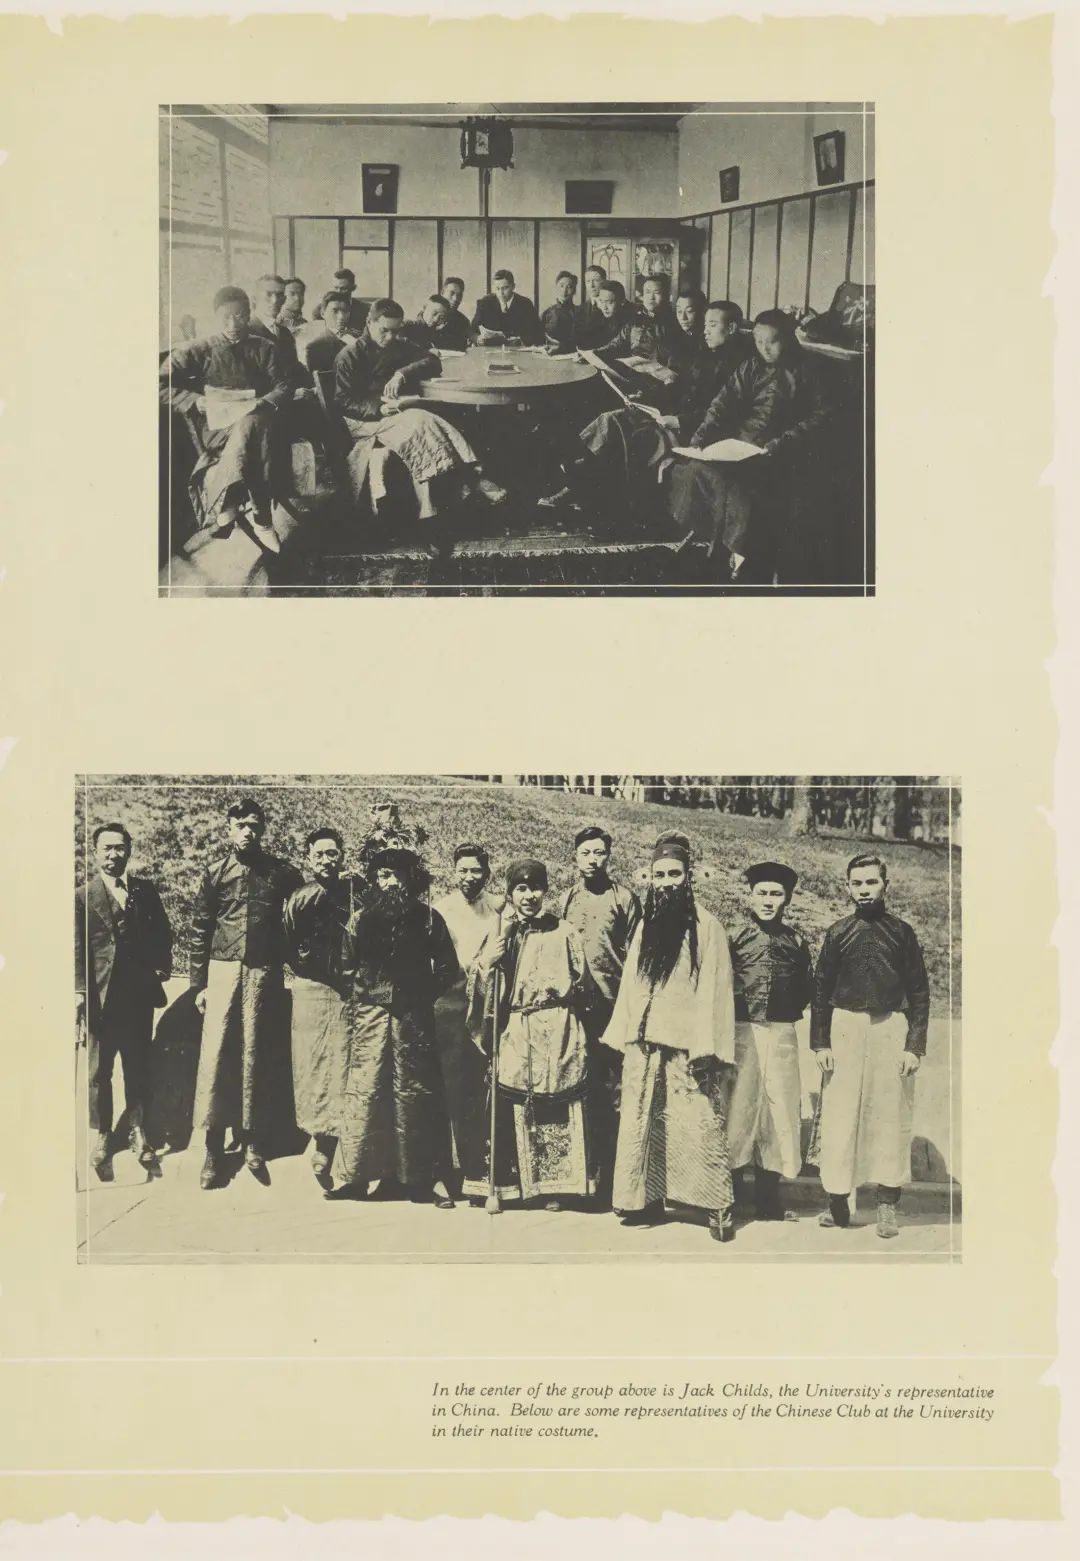 In the center of the group above is Jack Childs, the University's representative
in China. Below are some representatives of the Chinese Club at the University
in their native costume.